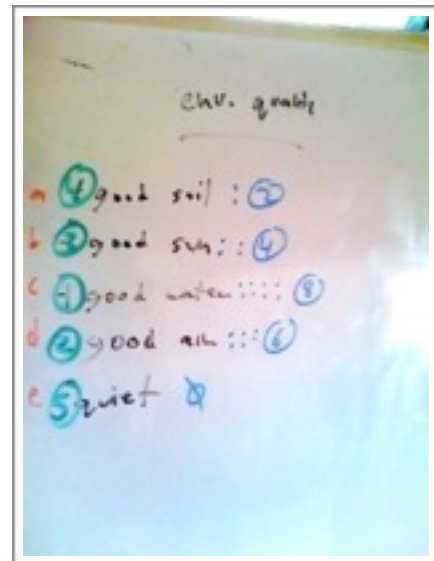 env. quality
a 4 good soil : 2
b 3 good sun : : 4
c 1 good water : : : : 8
d 2 good air : : : 6
e 5 quiet 0